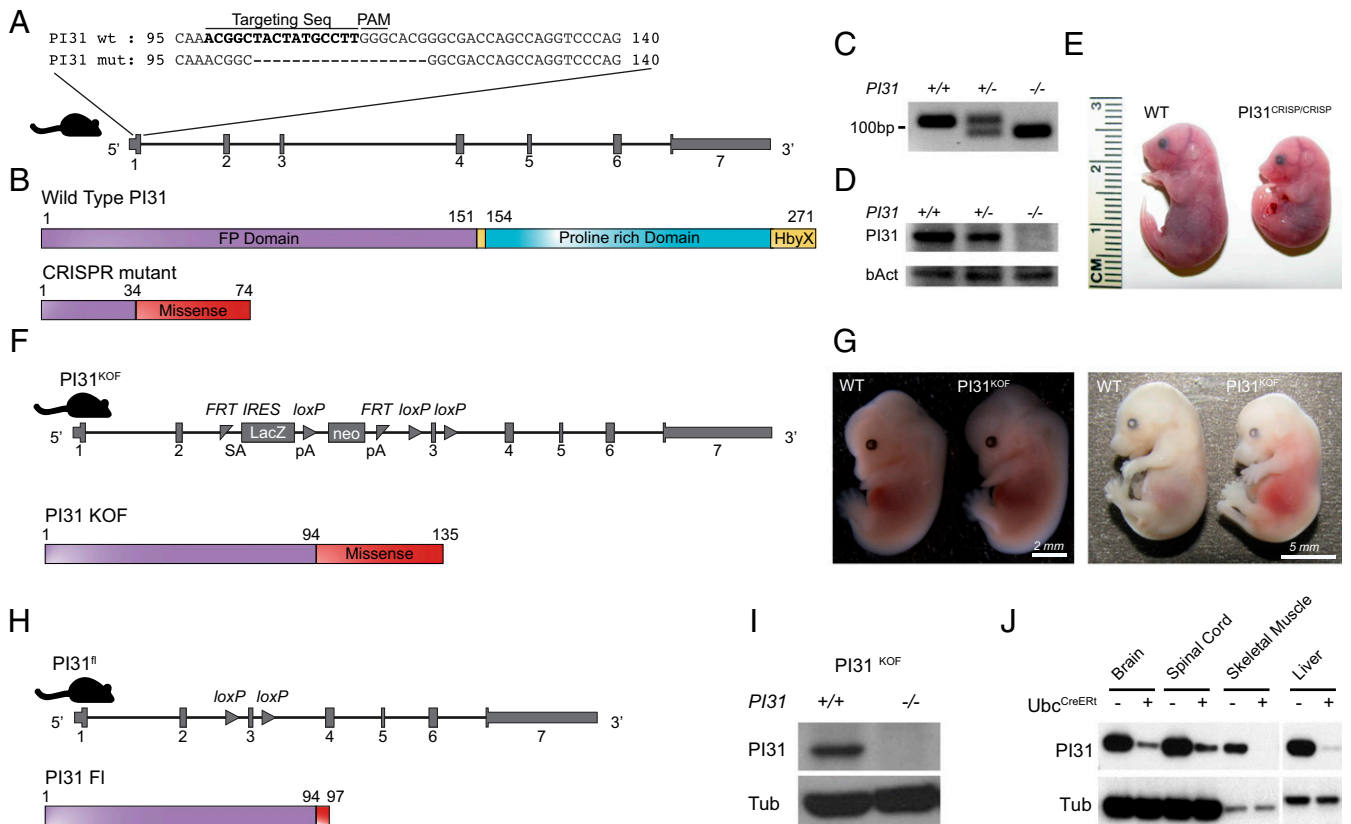 A
Targeting Seq PAM
PI31 wt : 95 CAAACGGCTACTATGCCTTGGGCACGGGCGACCAGCCAGGTCCCAG 140
PI31 mut: 95 CAAACGGC------------------GGCGACCAGCCAGGTCCCAG 140
5' 3'
1 2 3 4 5 6 7
B
Wild Type PI31
1 151 154 271
FP Domain Proline rich Domain HbyX
CRISPR mutant
1 34 74
Missense
C
PI31 +/+ +/- -/-
100bp
D
PI31 +/+ +/- -/-
PI31
bAct
E
WT PI31CRISP/CRISP
3
2
1
CM
F
PI31KOF
FRT IRES loxP FRT loxP loxP
LacZ neo
5' 3'
SA pA pA
1 2 3 4 5 6 7
PI31 KOF
1 94 135
Missense
G
WT PI31KOF
2 mm
WT PI31KOF
5 mm
H
PI31fl
loxP loxP
5' 3'
1 2 3 4 5 6 7
PI31 Fl
1 94 97
I
PI31 KOF
PI31 +/+ -/-
PI31
Tub
J
Brain Spinal Cord Skeletal Muscle Liver
UbcCreERt - + - + - + - +
PI31
Tub